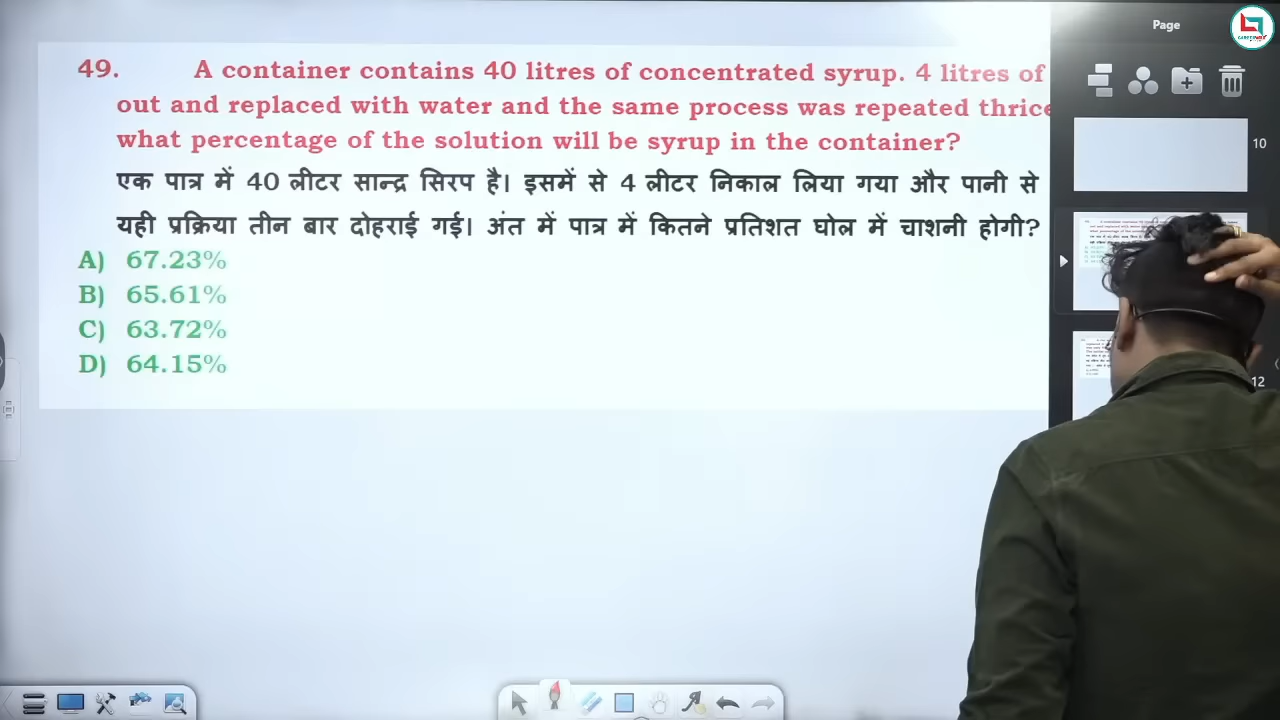 Page
49. A container contains 40 litres of concentrated syrup. 4 litres of
out and replaced with water and the same process was repeated thrice
what percentage of the solution will be syrup in the container?
एक पात्र में 40 लीटर सान्द्र सिरप है। इसमें से 4 लीटर निकाल लिया गया और पानी से
यही प्रक्रिया तीन बार दोहराई गई। अंत में पात्र में कितने प्रतिशत घोल में चाशनी होगी?
A) 67.23%
B) 65.61%
C) 63.72%
D) 64.15%
10
12